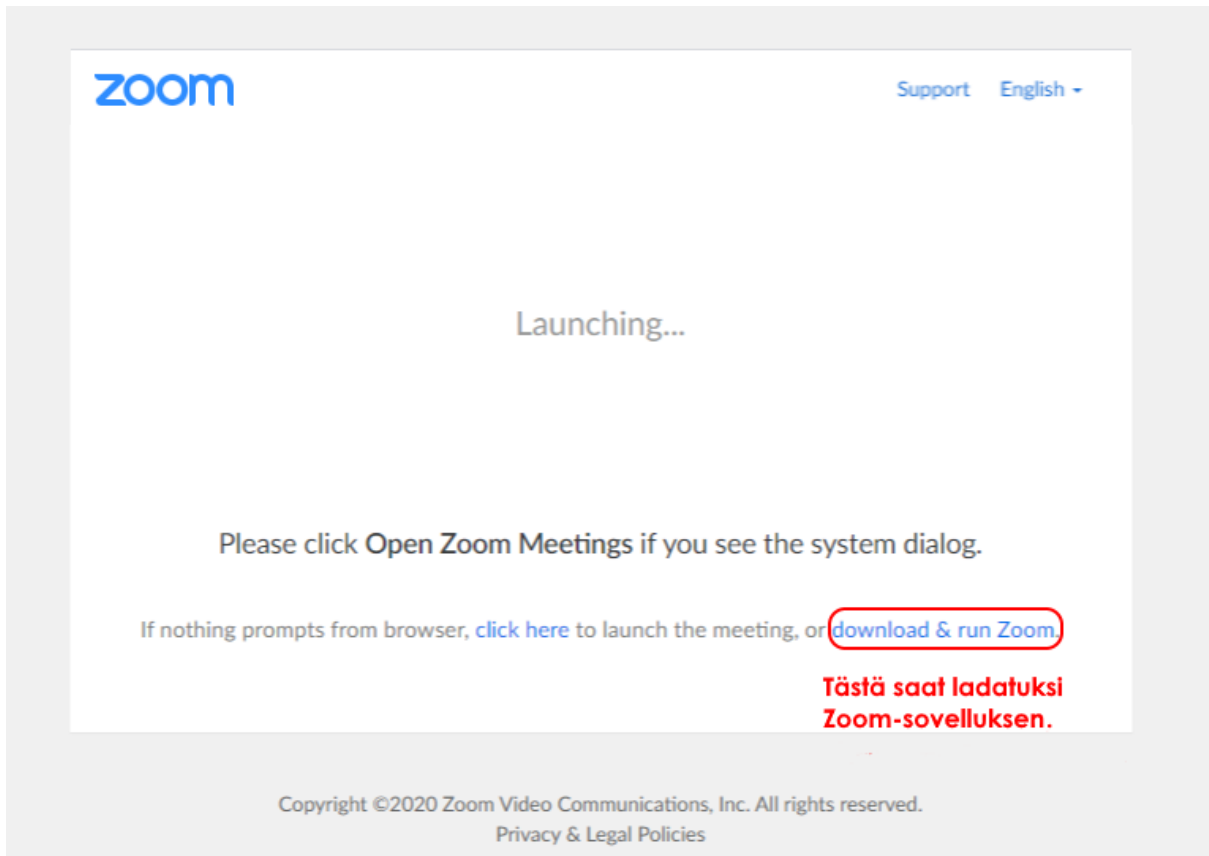 zoom
Support English
Launching...
Please click Open Zoom Meetings if you see the system dialog.
If nothing prompts from browser, click here to launch the meeting, or download & run Zoom.
Tästä saat ladatuksi
Zoom-sovelluksen.
Copyright ©2020 Zoom Video Communications, Inc. All rights reserved.
Privacy & Legal Policies